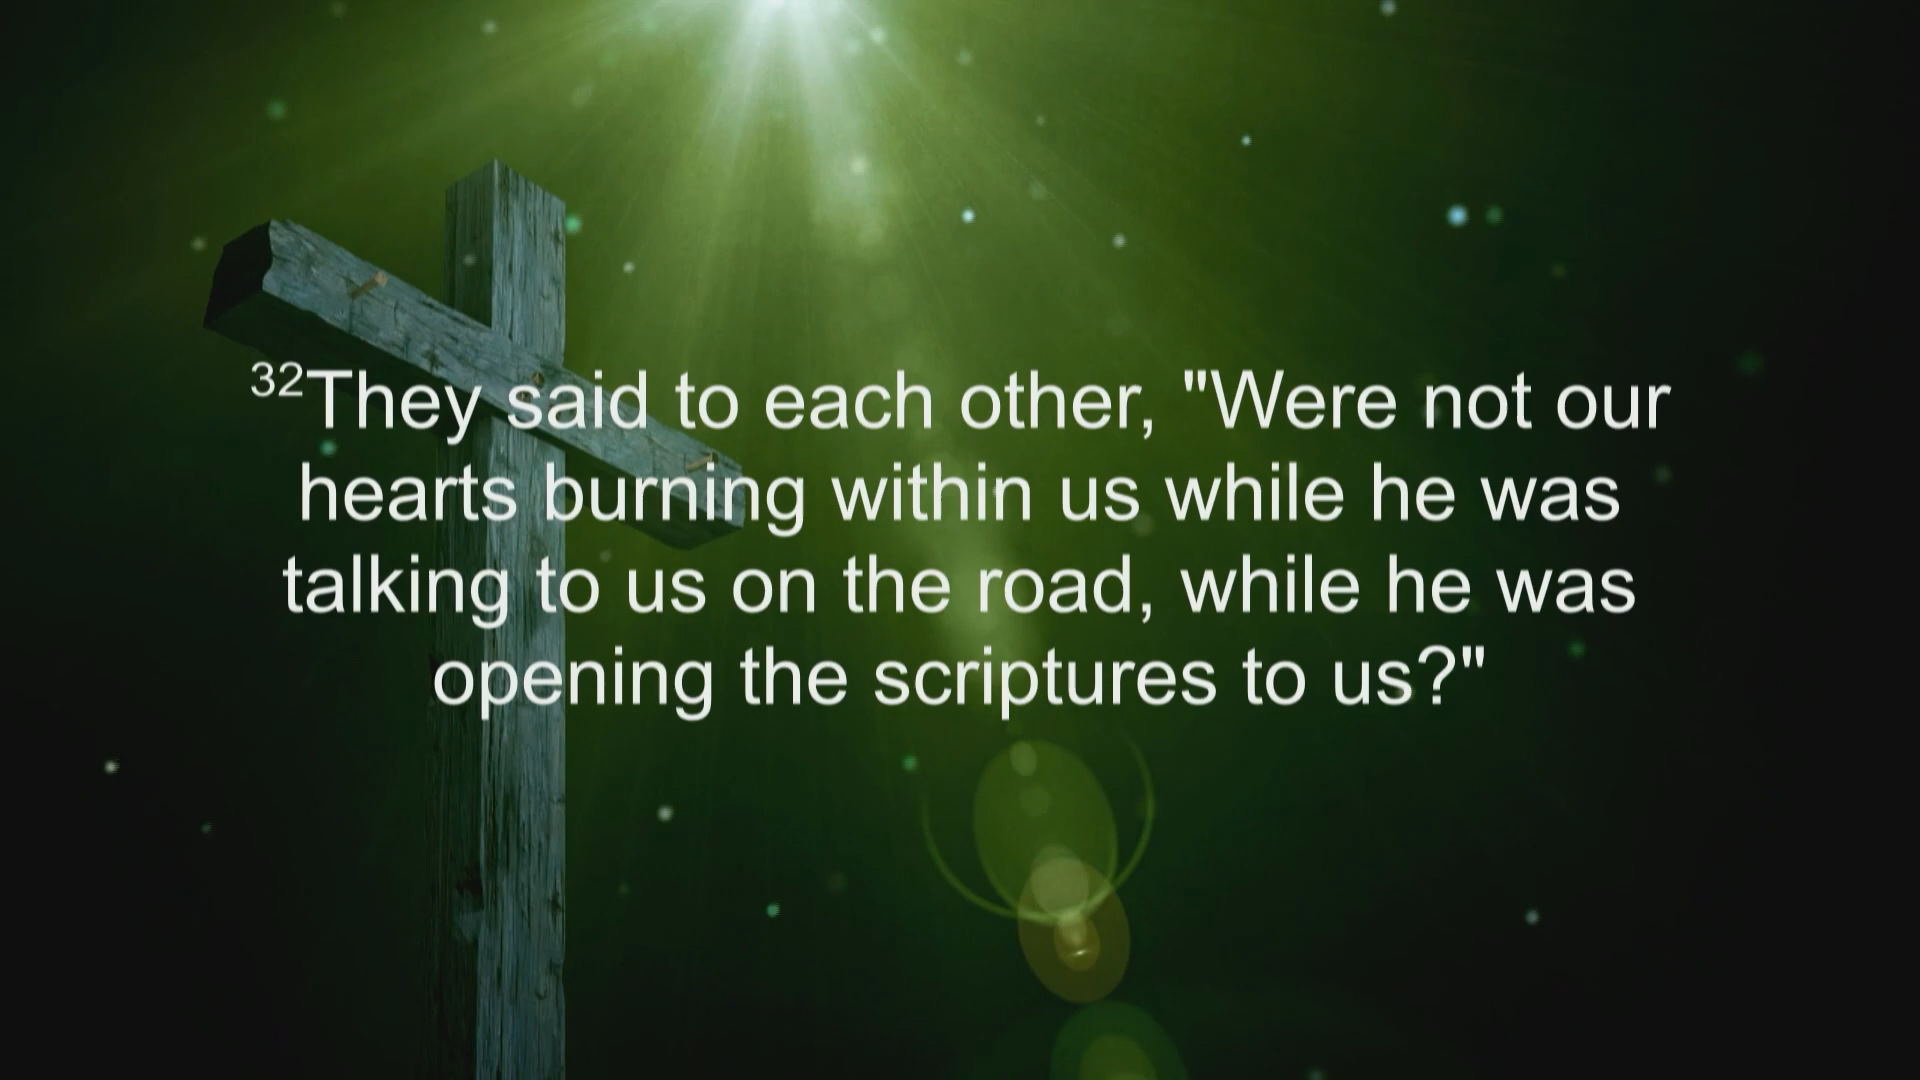 ³²They said to each other, "Were not our
hearts burning within us while he was
talking to us on the road, while he was
opening the scriptures to us?"